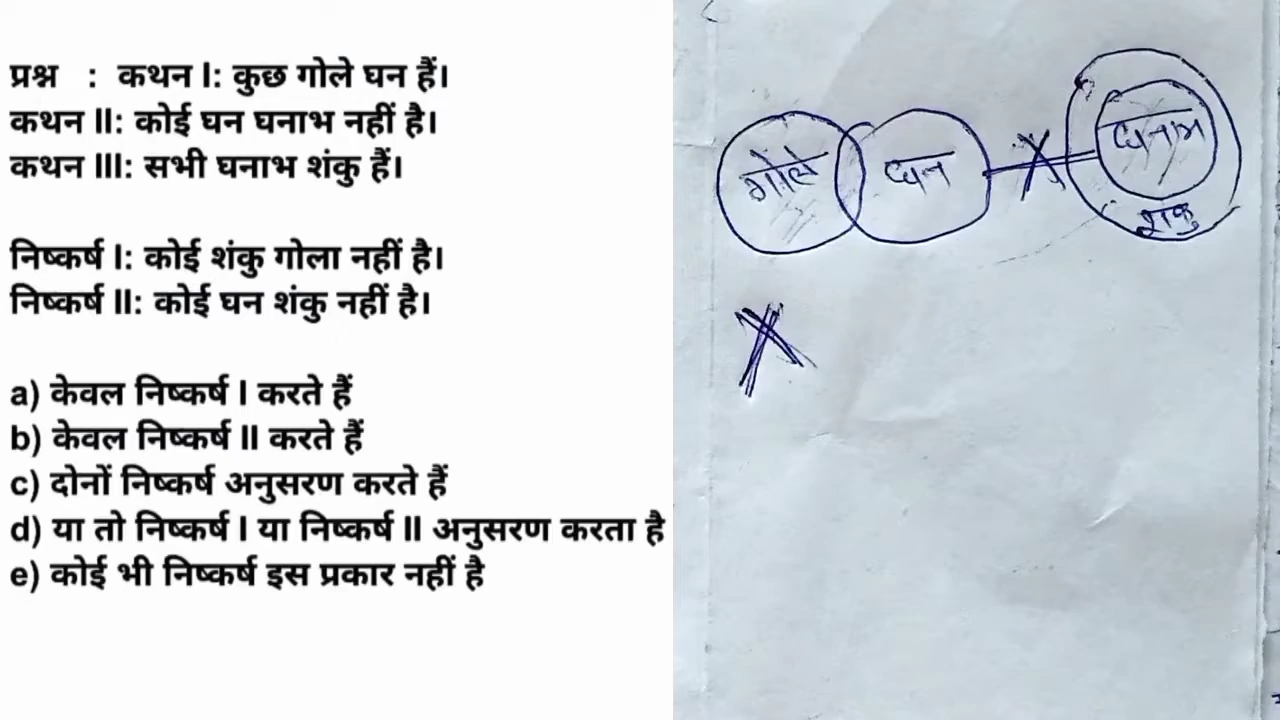 प्रश्न : कथन I: कुछ गोले घन हैं।
कथन II: कोई घन घनाभ नहीं है।
कथन III: सभी घनाभ शंकु हैं।
निष्कर्ष I: कोई शंकु गोला नहीं है।
निष्कर्ष II: कोई घन शंकु नहीं है।
a) केवल निष्कर्ष I करते हैं
b) केवल निष्कर्ष II करते हैं
c) दोनों निष्कर्ष अनुसरण करते हैं
d) या तो निष्कर्ष I या निष्कर्ष II अनुसरण करता है
e) कोई भी निष्कर्ष इस प्रकार नहीं है
गोले घन घनाभ
शंकु